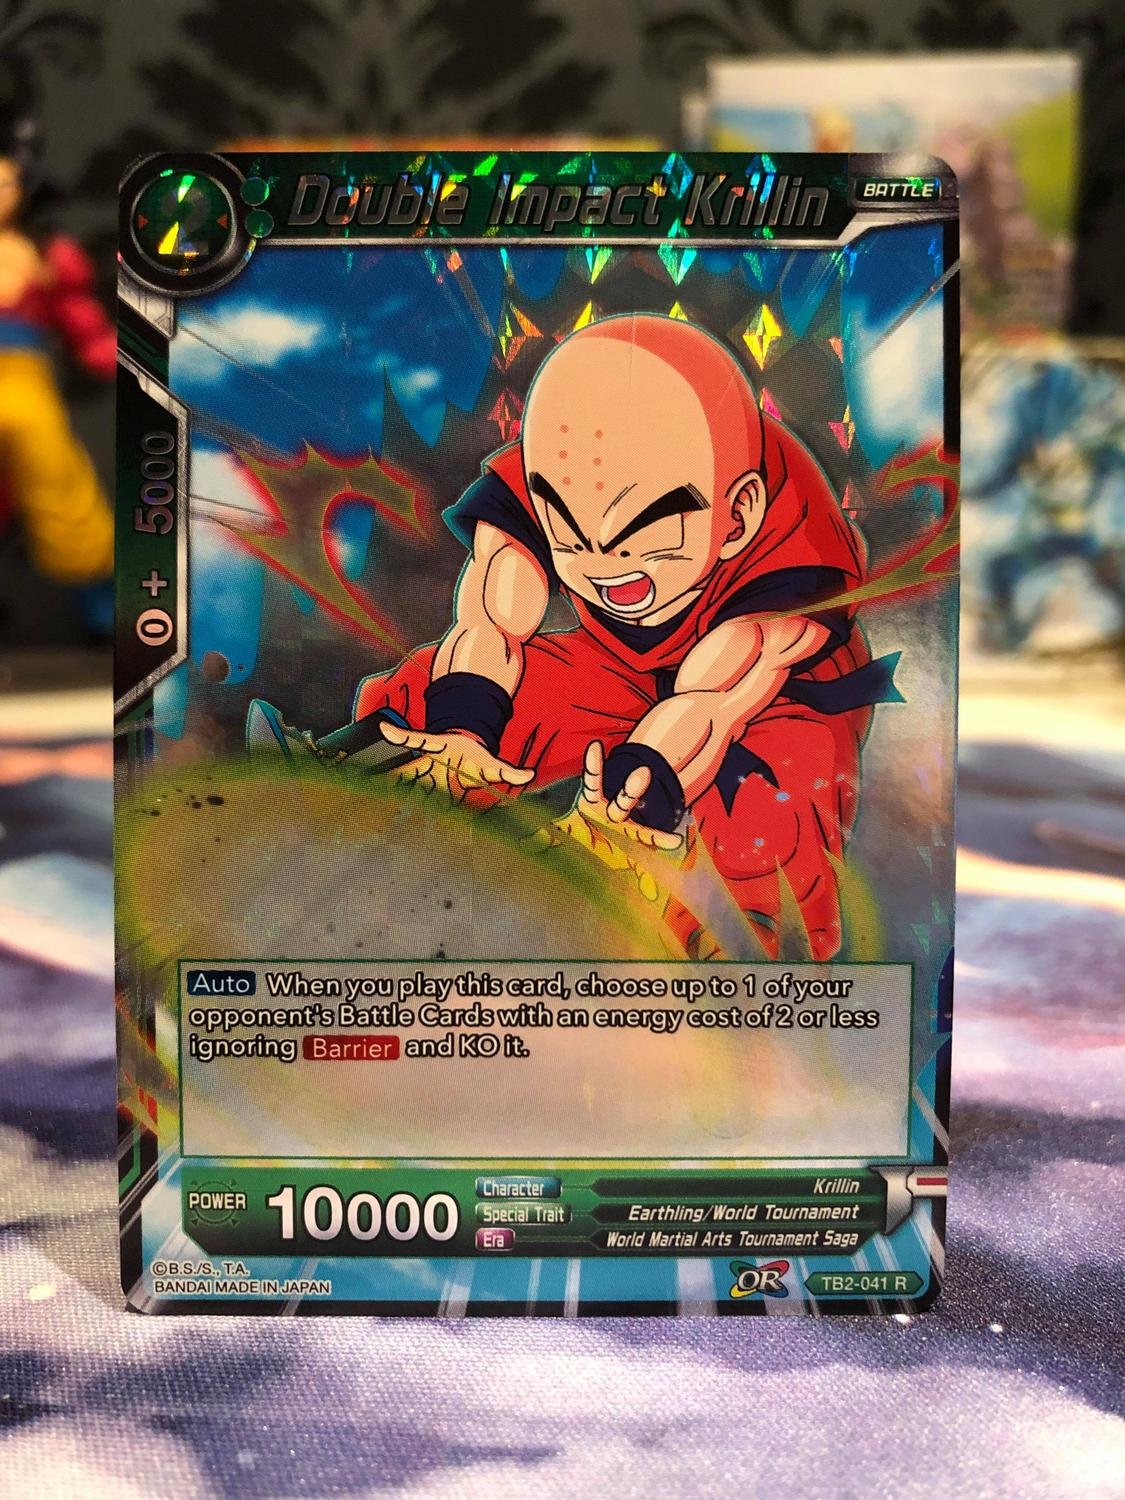 2
Double Impact Krillin
BATTLE
0 + 5000
Auto When you play this card, choose up to 1 of your
opponent's Battle Cards with an energy cost of 2 or less
ignoring Barrier and KO it.
POWER 10000
Character Krillin
Special Trait Earthling/World Tournament
Era World Martial Arts Tournament Saga
©B.S./S., T.A.
BANDAI MADE IN JAPAN
OR
TB2-041 R